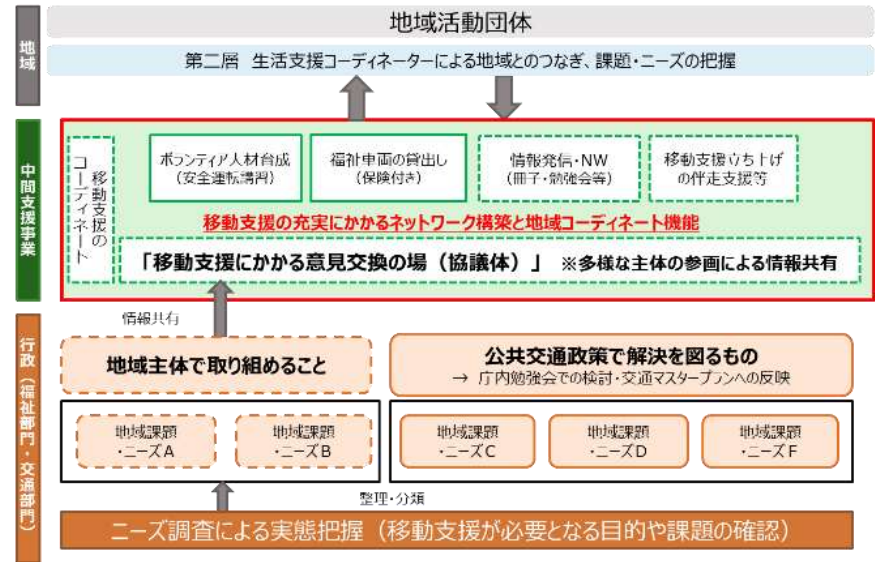 地域
地域活動団体
第二層 生活支援コーディネーターによる地域とのつなぎ、課題・ニーズの把握
中間支援事業
移動支援の
コーディネート
ボランティア人材育成
(安全運転講習)
福祉車両の貸出し
(保険付き)
情報発信・NW
(冊子・勉強会等)
移動支援立ち上げ
の伴走支援等
移動支援の充実にかかるネットワーク構築と地域コーディネート機能
「移動支援にかかる意見交換の場(協議体)」 ※多様な主体の参画による情報共有
情報共有
行政(福祉部門・交通部門)
地域主体で取り組めること
公共交通政策で解決を図るもの
→ 庁内勉強会での検討・交通マスタープランへの反映
地域課題
・ニーズA
地域課題
・ニーズB
地域課題
・ニーズC
地域課題
・ニーズD
地域課題
・ニーズF
整理・分類
ニーズ調査による実態把握(移動支援が必要となる目的や課題の確認)